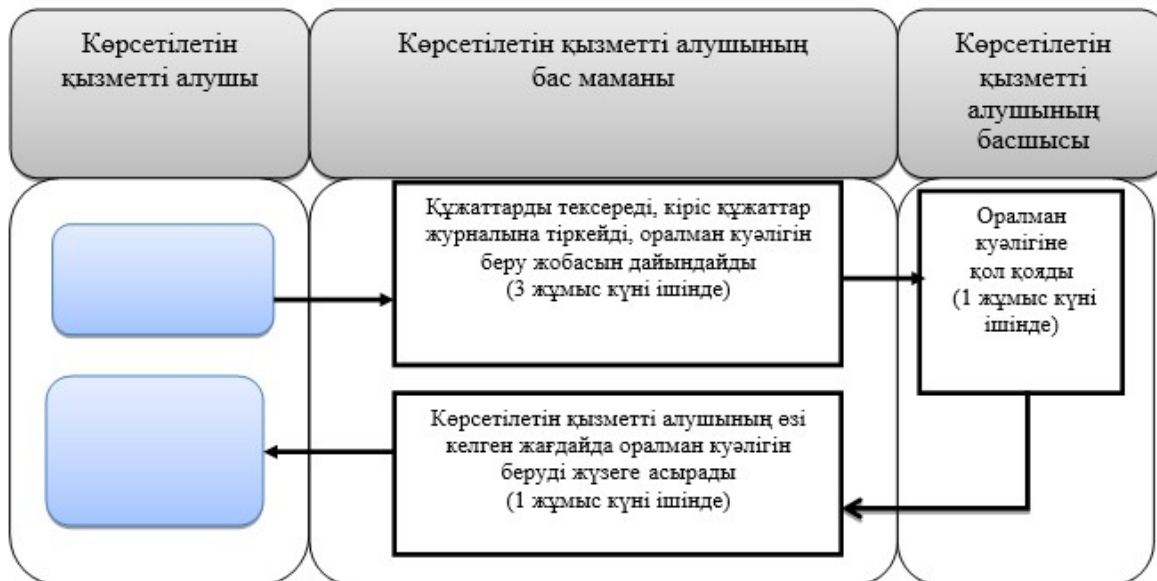 Көрсетілетін
қызметті алушы
Көрсетілетін қызметті алушының
бас маманы
Көрсетілетін
қызметті
алушының
басшысы
Құжаттарды тексереді, кіріс құжаттар
журналына тіркейді, оралман куәлігін
беру жобасын дайындайды
(3 жұмыс күні ішінде)
Оралман
куәлігіне
қол қояды
(1 жұмыс күні
ішінде)
Көрсетілетін қызметті алушының өзі
келген жағдайда оралман куәлігін
беруді жүзеге асырады
(1 жұмыс күні ішінде)